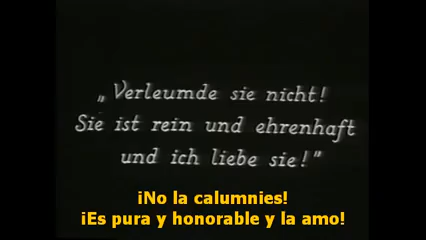 „Verleumde sie nicht!
Sie ist rein und ehrenhaft
und ich liebe sie!"
¡No la calumnies!
¡Es pura y honorable y la amo!